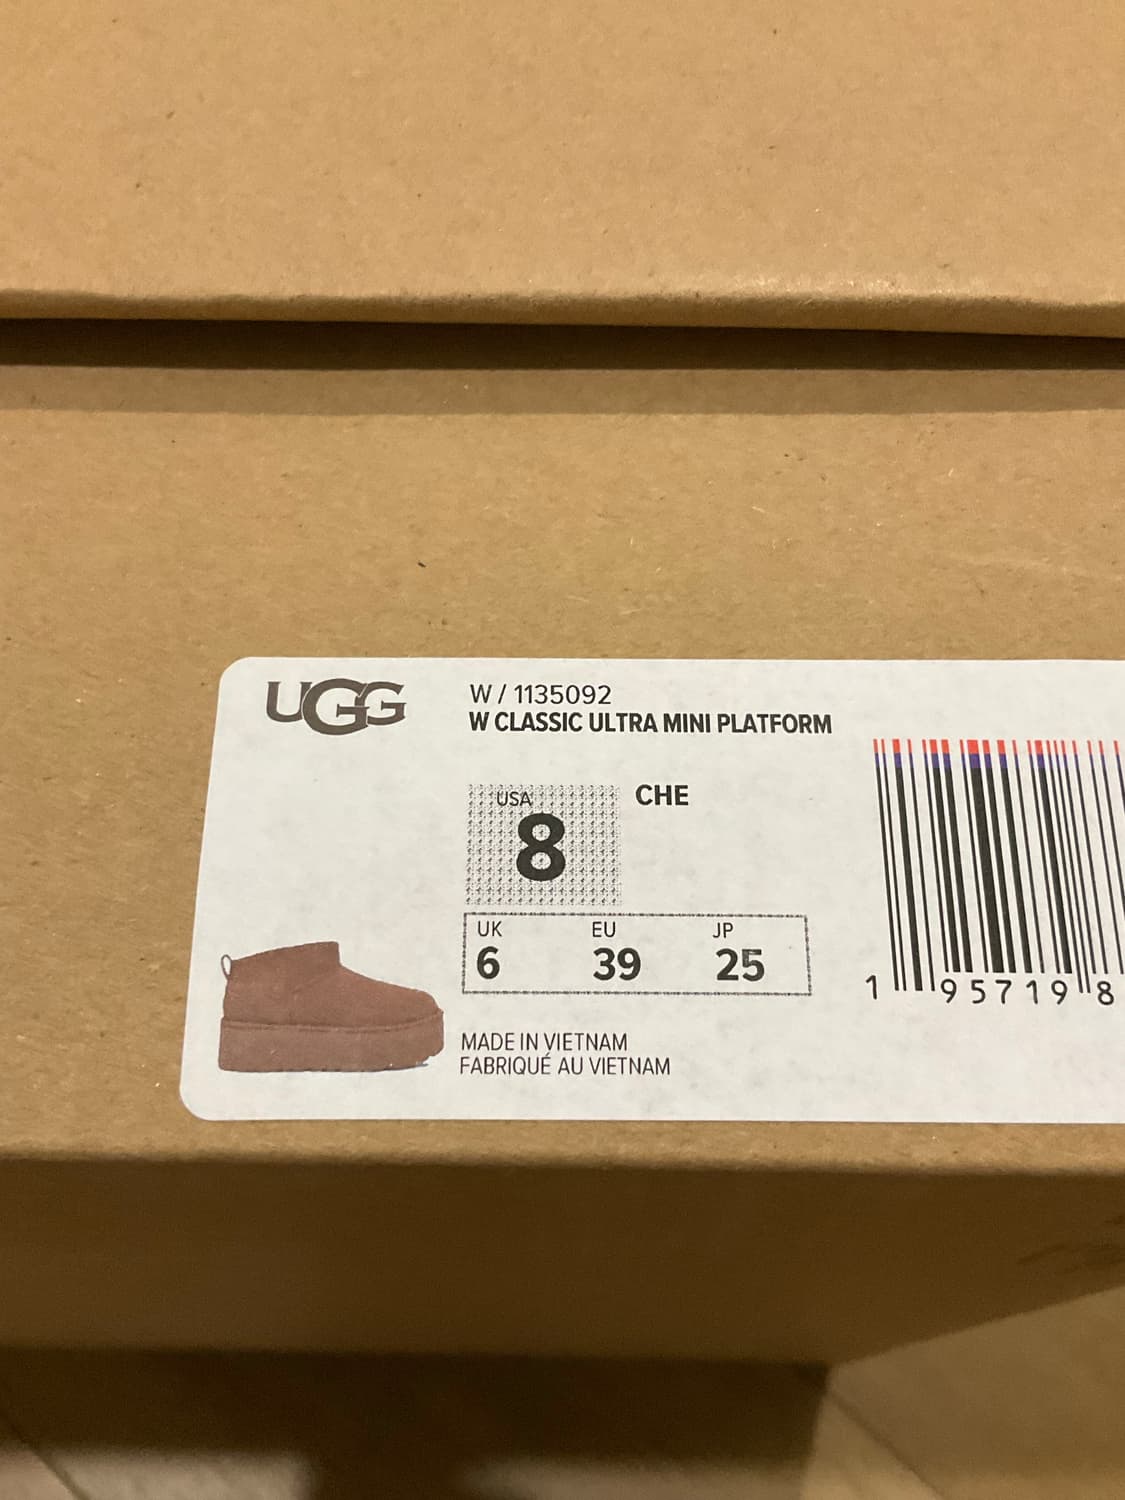 UGG
W / 1135092
W CLASSIC ULTRA MINI PLATFORM
USA
8
CHE
UK EU JP
6 39 25
MADE IN VIETNAM
FABRIQUÉ AU VIETNAM
1 95719 8